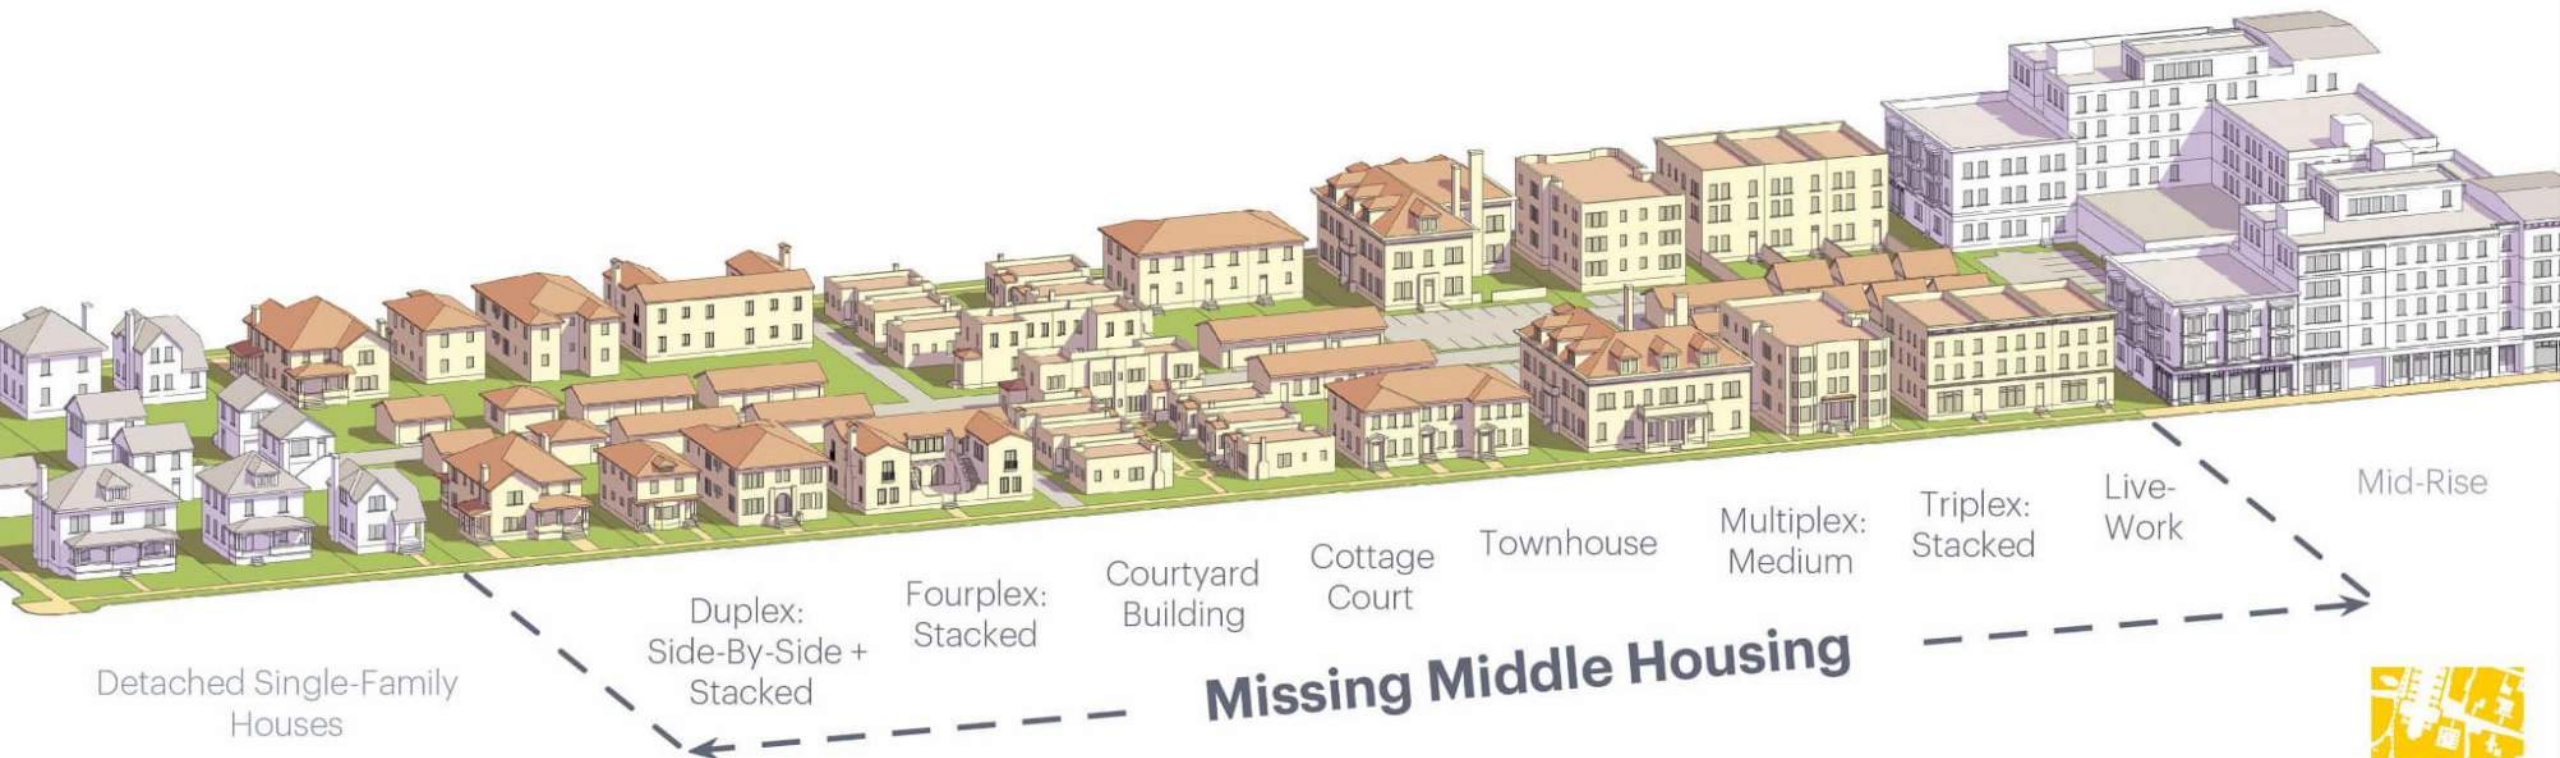 Detached Single-Family
Houses
Duplex:
Side-By-Side +
Stacked
Fourplex:
Stacked
Courtyard
Building
Cottage
Court
Townhouse
Multiplex:
Medium
Triplex:
Stacked
Live-
Work
Mid-Rise
Missing Middle Housing